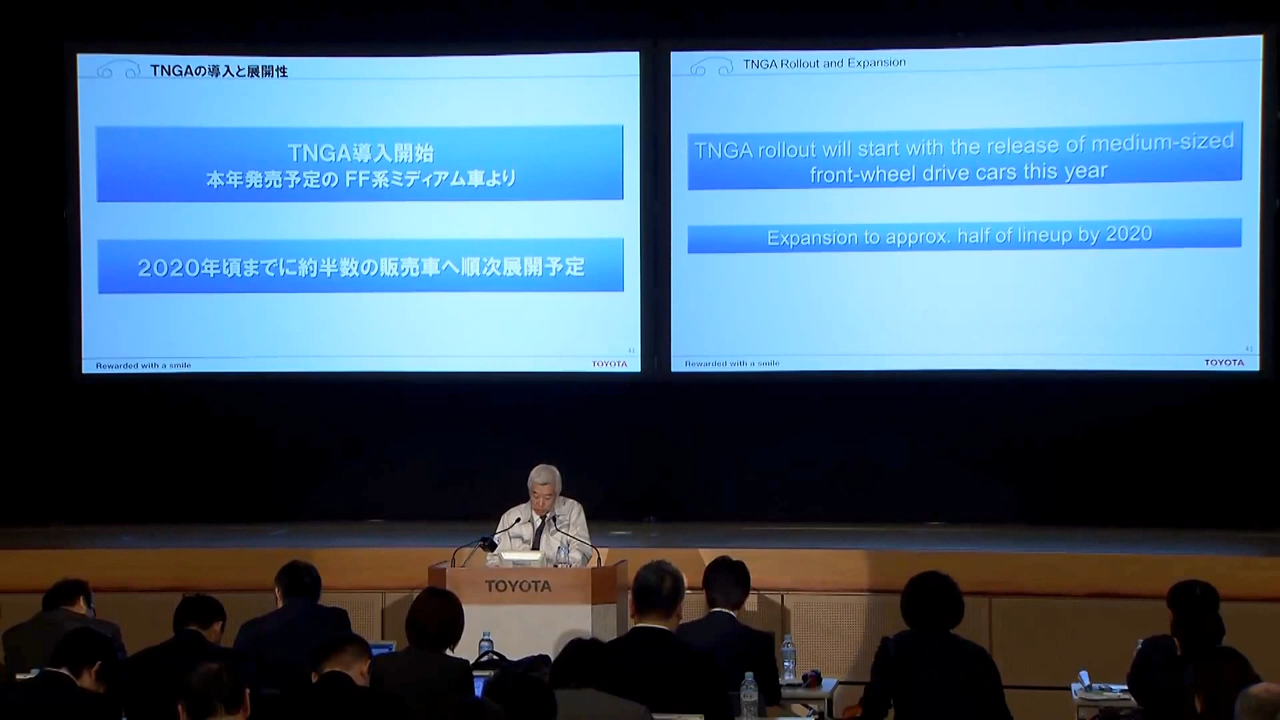 TNGAの導入と展開性
TNGA導入開始
本年発売予定の FF系ミディアム車より
2020年頃までに約半数の販売車へ順次展開予定
41
Rewarded with a smile
TOYOTA
TNGA Rollout and Expansion
TNGA rollout will start with the release of medium-sized
front-wheel drive cars this year
Expansion to approx. half of lineup by 2020
41
Rewarded with a smile
TOYOTA
TOYOTA